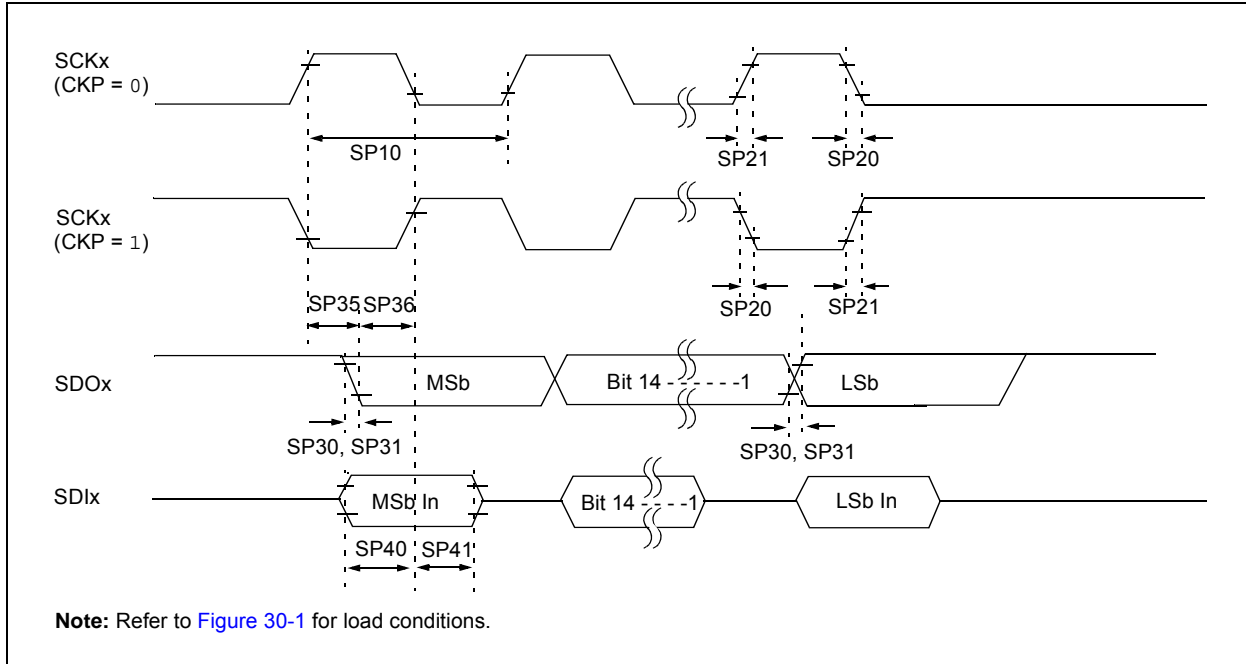 SCKx
(CKP = 0)
SP10
SP21
SP20
SCKx
(CKP = 1)
SP35
SP36
SP20
SP21
SDOx
MSb
Bit 14 - - - - - -1
LSb
SP30, SP31
SP30, SP31
SDIx
MSb In
Bit 14 - - - -1
LSb In
SP40
SP41
Note: Refer to Figure 30-1 for load conditions.